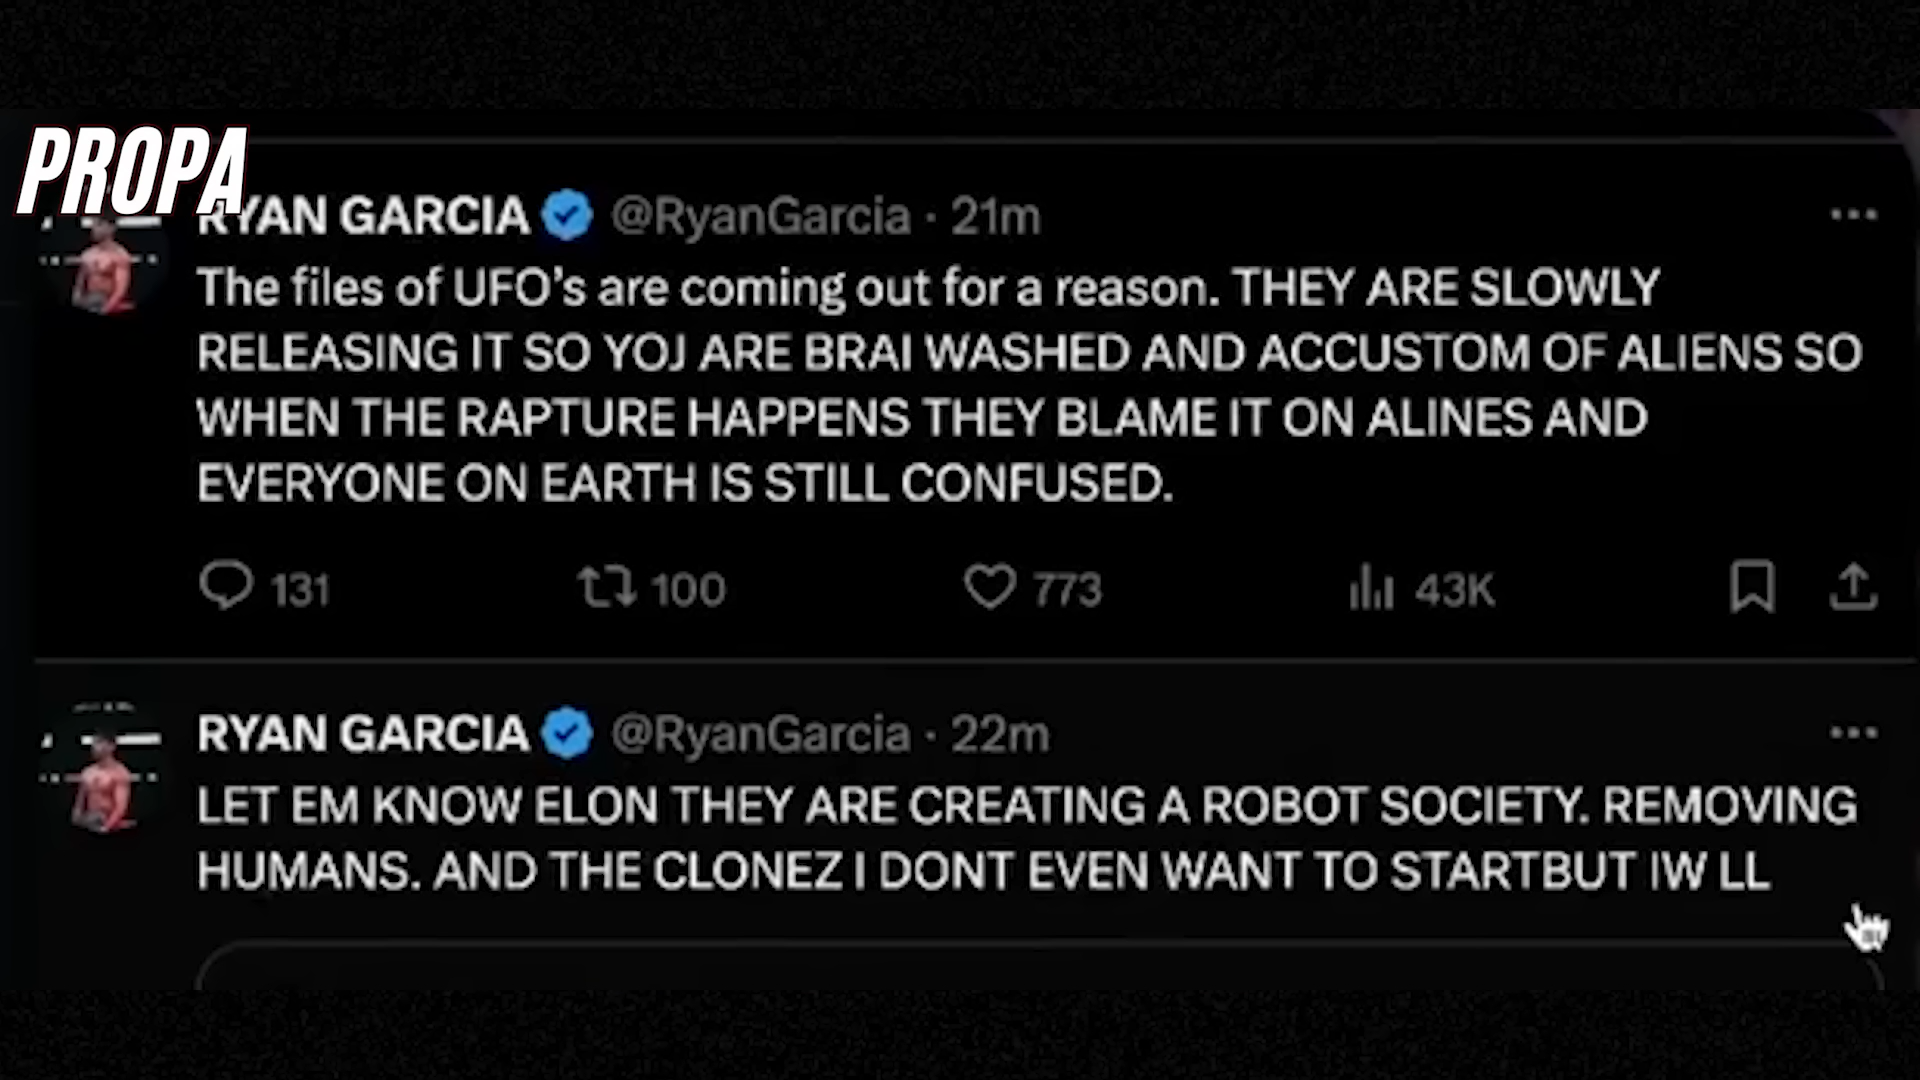 PROPA
RYAN GARCIA @RyanGarcia · 21m
The files of UFO's are coming out for a reason. THEY ARE SLOWLY
RELEASING IT SO YOJ ARE BRAI WASHED AND ACCUSTOM OF ALIENS SO
WHEN THE RAPTURE HAPPENS THEY BLAME IT ON ALINES AND
EVERYONE ON EARTH IS STILL CONFUSED.
131 100 773 43K
RYAN GARCIA @RyanGarcia · 22m
LET EM KNOW ELON THEY ARE CREATING A ROBOT SOCIETY. REMOVING
HUMANS. AND THE CLONEZ I DONT EVEN WANT TO STARTBUT IW LL